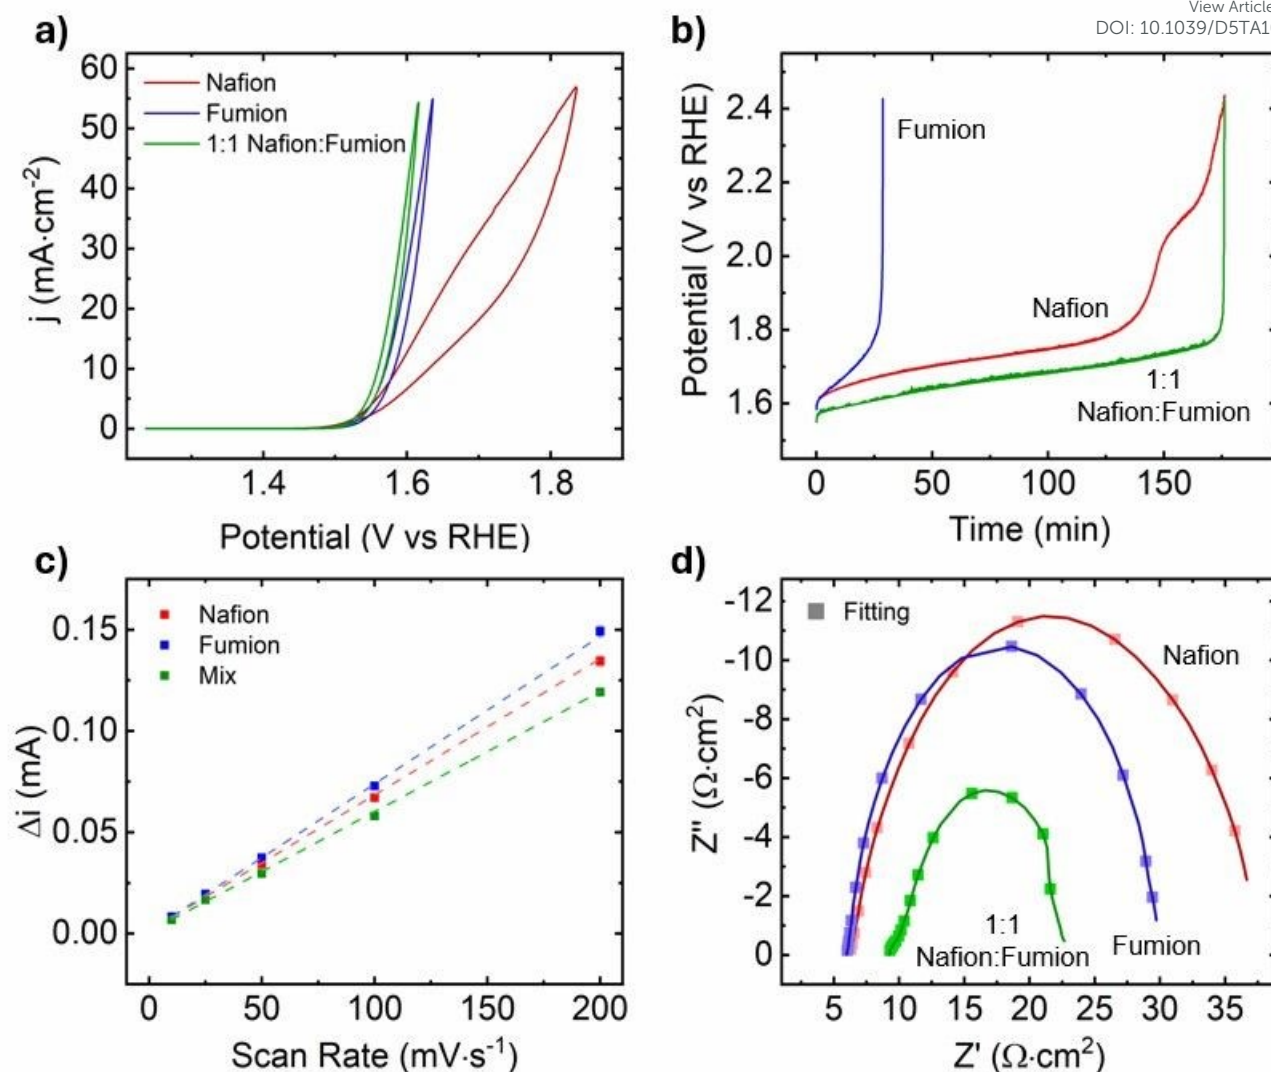 View Article
DOI: 10.1039/D5TA1
a)
60
50
40
30
20
10
0
j (mA·cm-2)
Nafion
Fumion
1:1 Nafion:Fumion
1.4 1.6 1.8
Potential (V vs RHE)
b)
2.4
2.2
2.0
1.8
1.6
Potential (V vs RHE)
Fumion
Nafion
1:1
Nafion:Fumion
0 50 100 150
Time (min)
c)
0.15
0.10
0.05
0.00
Δi (mA)
Nafion
Fumion
Mix
0 50 100 150 200
Scan Rate (mV·s-1)
d)
-12
-10
-8
-6
-4
-2
0
Z'' (Ω·cm2)
Fitting
Nafion
1:1
Nafion:Fumion
Fumion
5 10 15 20 25 30 35
Z' (Ω·cm2)